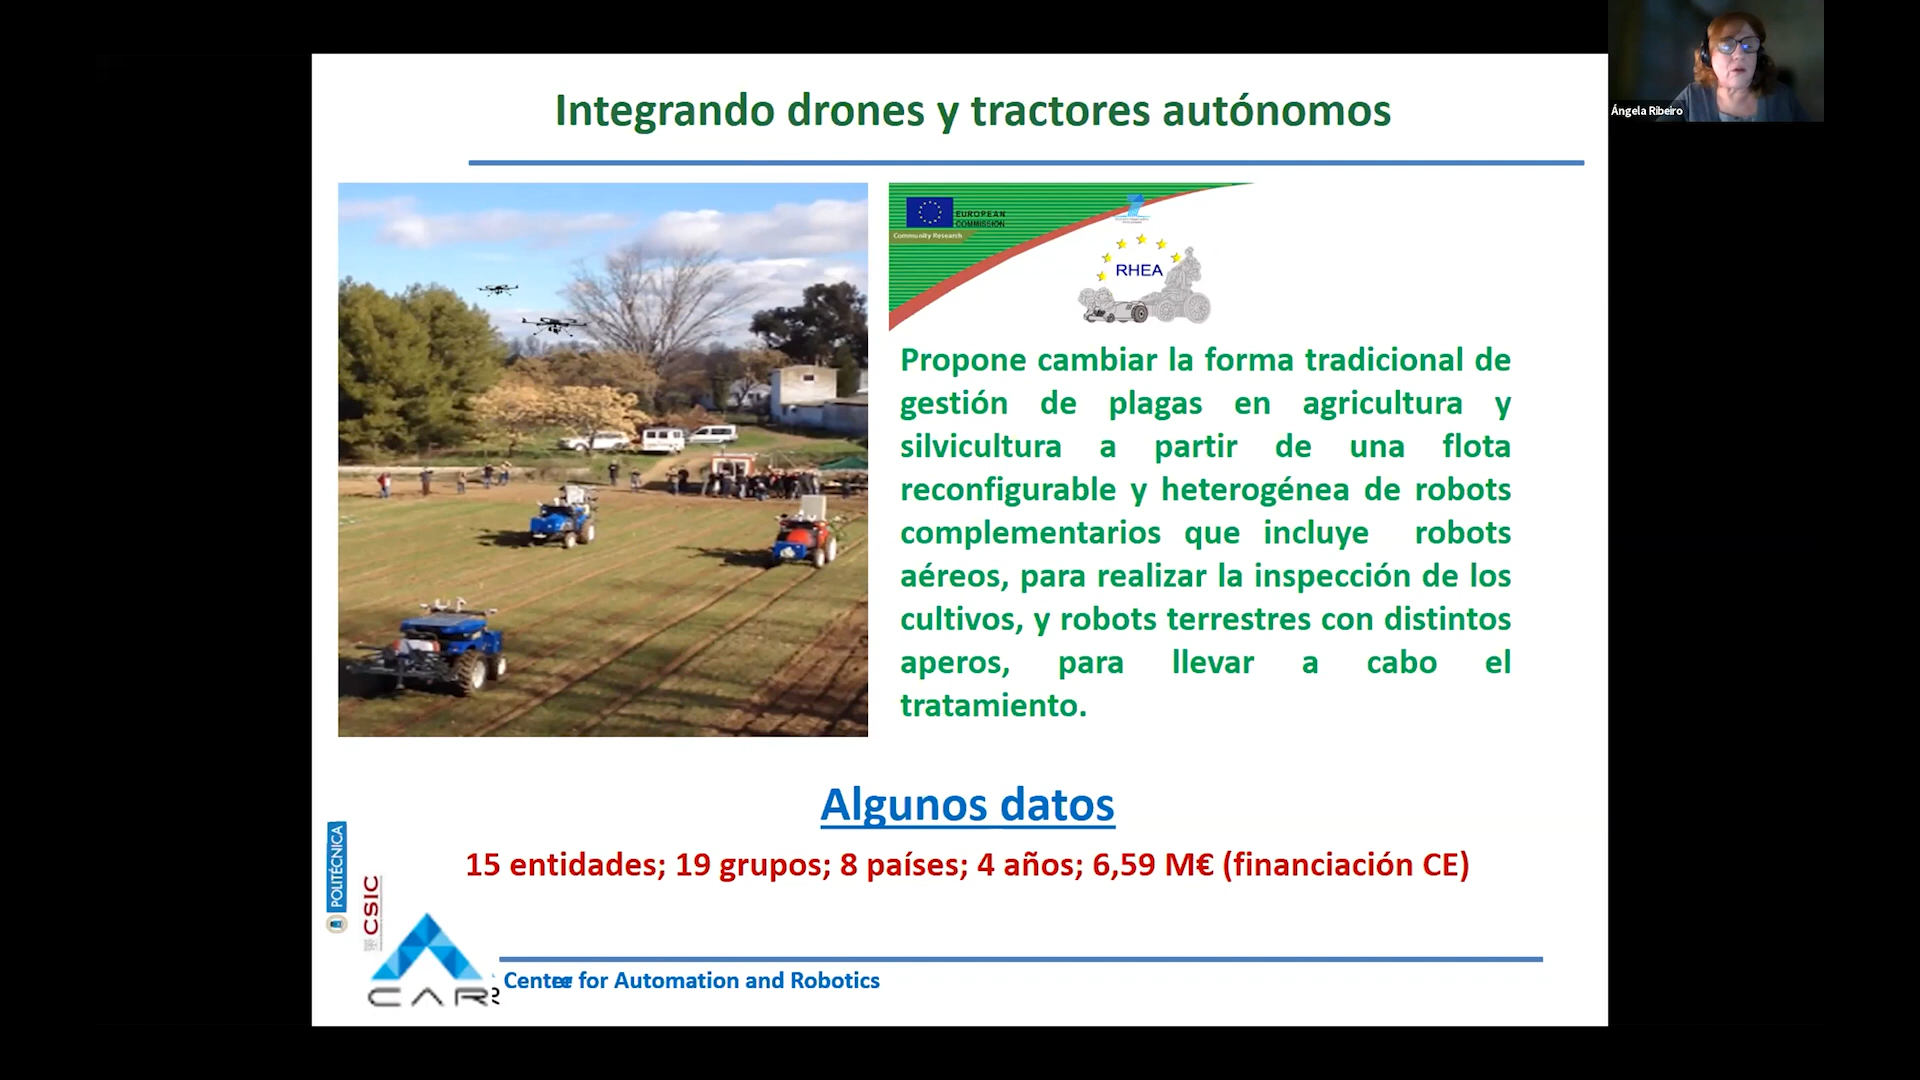 Integrando drones y tractores autónomos
Ángela Ribeiro
EUROPEAN
COMMISSION
Community Research
RHEA
Propone cambiar la forma tradicional de
gestión de plagas en agricultura y
silvicultura a partir de una flota
reconfigurable y heterogénea de robots
complementarios que incluye robots
aéreos, para realizar la inspección de los
cultivos, y robots terrestres con distintos
aperos, para llevar a cabo el
tratamiento.
Algunos datos
15 entidades; 19 grupos; 8 países; 4 años; 6,59 M€ (financiación CE)
POLITÉCNICA
CSIC
CAR
for Automation and Robotics